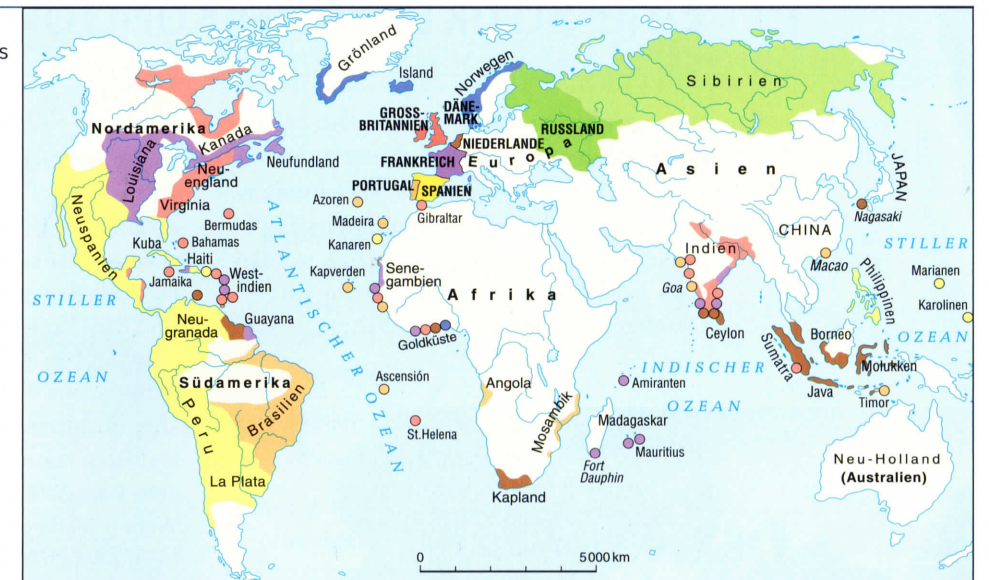 s
Grönland
Island
Norwegen
Sibirien
GROSS-
BRITANNIEN
DÄNE-
MARK
RUSSLAND
NIEDERLANDE
Europa
FRANKREICH
PORTUGAL
SPANIEN
Gibraltar
Nordamerika
Kanada
Louisiana
Neufundland
Neu-
england
Virginia
Bermudas
Neuspanien
Kuba
Bahamas
Haiti
Jamaika
West-
indien
Azoren
Madeira
Kanaren
Kapverden
Sene-
gambien
ATLANTISCHER
OZEAN
STILLER
OZEAN
Neu-
granada
Guayana
Südamerika
Peru
Brasilien
La Plata
Afrika
Goldküste
Ascensión
St.Helena
Angola
Mosambik
Kapland
Madagaskar
Fort
Dauphin
Mauritius
Amiranten
INDISCHER
OZEAN
Asien
JAPAN
Nagasaki
CHINA
Macao
Indien
Goa
Ceylon
STILLER
OZEAN
Philippinen
Marianen
Karolinen
Sumatra
Borneo
Molukken
Java
Timor
Neu-Holland
(Australien)
0
5000 km